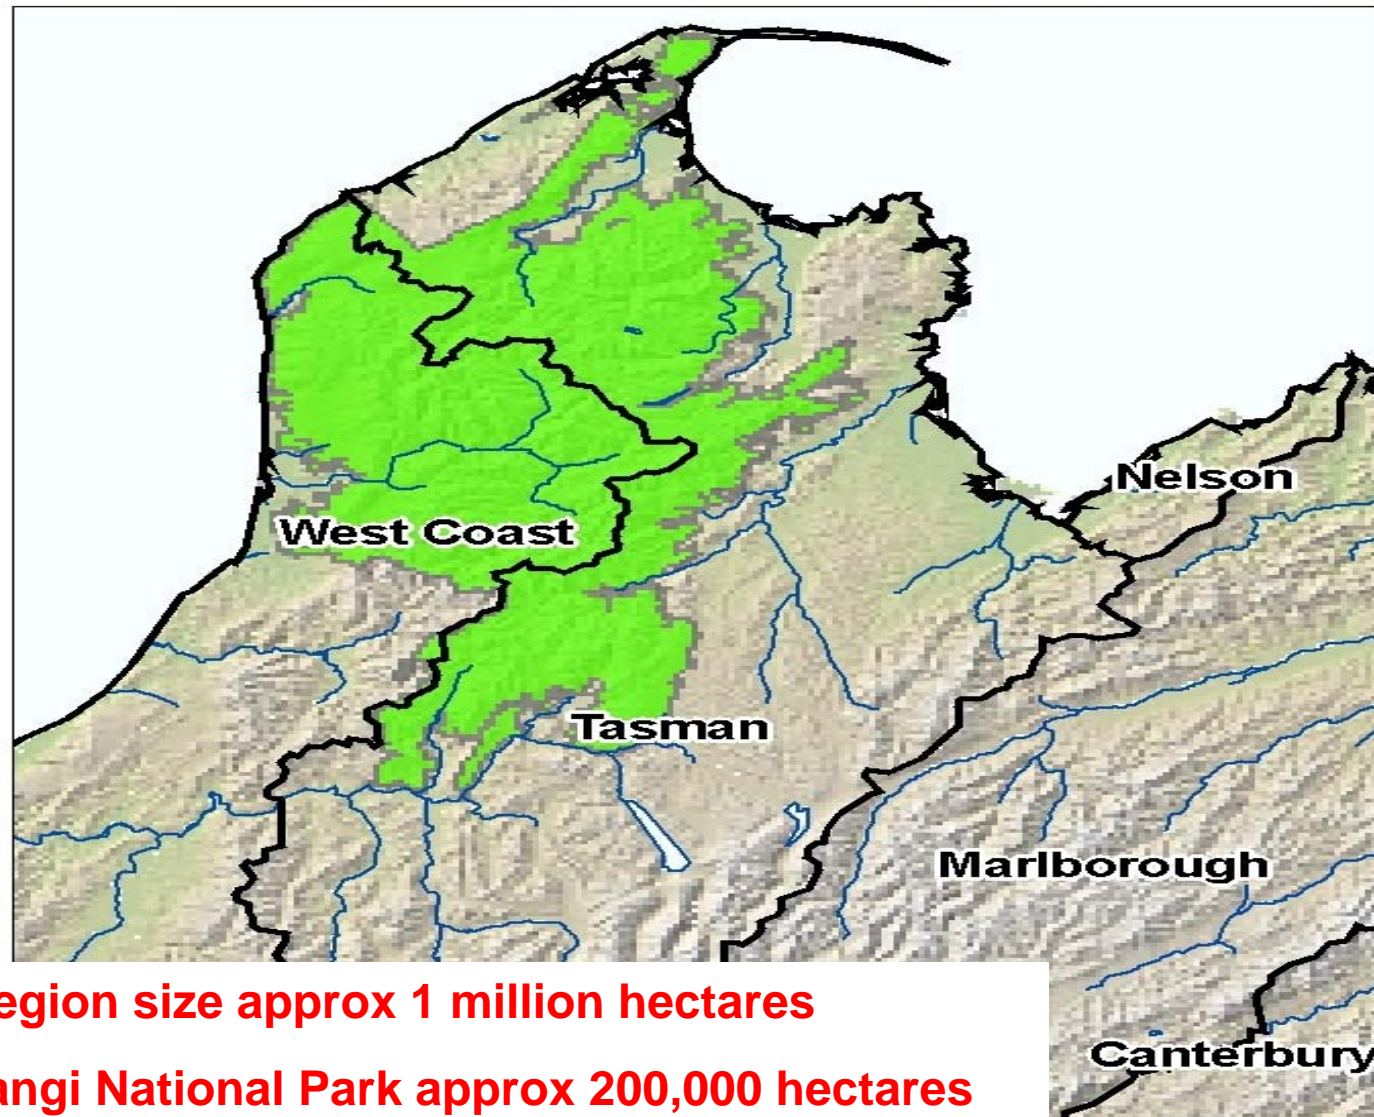 Nelson
West Coast
Tasman
Marlborough
egion size approx 1 million hectares
Canterbury
angi National Park approx 200,000 hectares